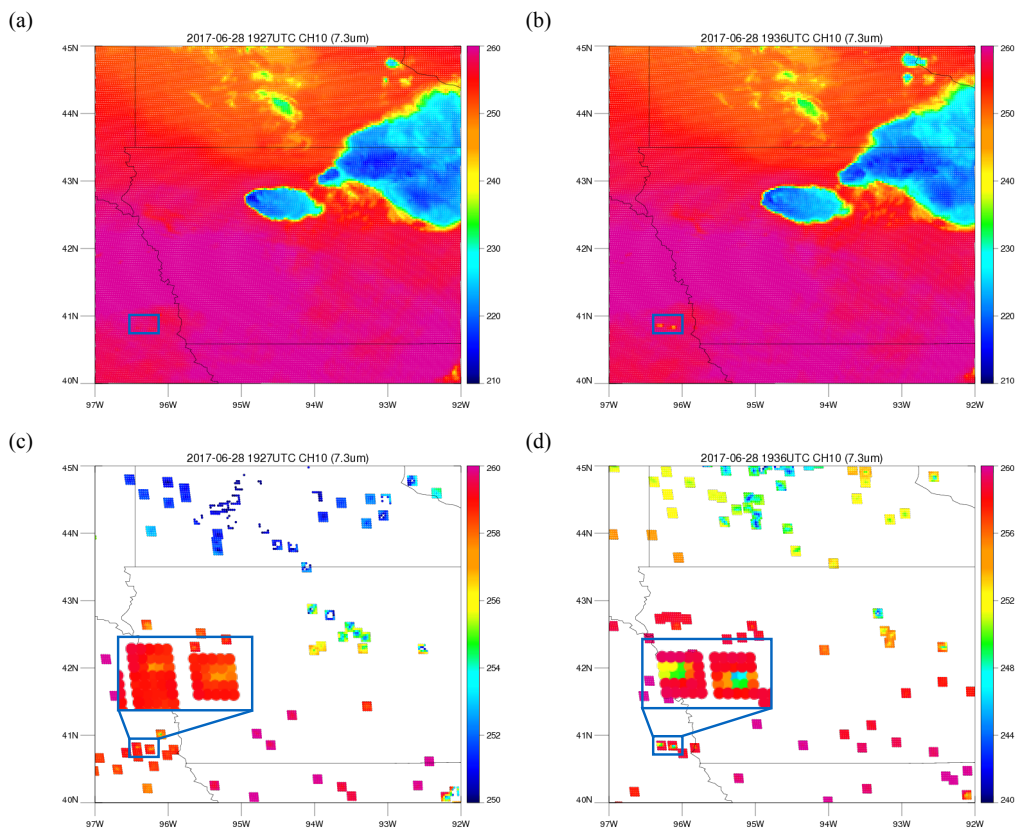 (a)
(b)
2017-06-28 1927UTC CH10 (7.3um)
2017-06-28 1936UTC CH10 (7.3um)
45N
44N
43N
42N
41N
40N
97W 96W 95W 94W 93W 92W
260
250
240
230
220
210
45N
44N
43N
42N
41N
40N
97W 96W 95W 94W 93W 92W
260
250
240
230
220
210
(c)
(d)
2017-06-28 1927UTC CH10 (7.3um)
2017-06-28 1936UTC CH10 (7.3um)
45N
44N
43N
42N
41N
40N
97W 96W 95W 94W 93W 92W
260
258
256
254
252
250
45N
44N
43N
42N
41N
40N
97W 96W 95W 94W 93W 92W
260
256
252
248
244
240